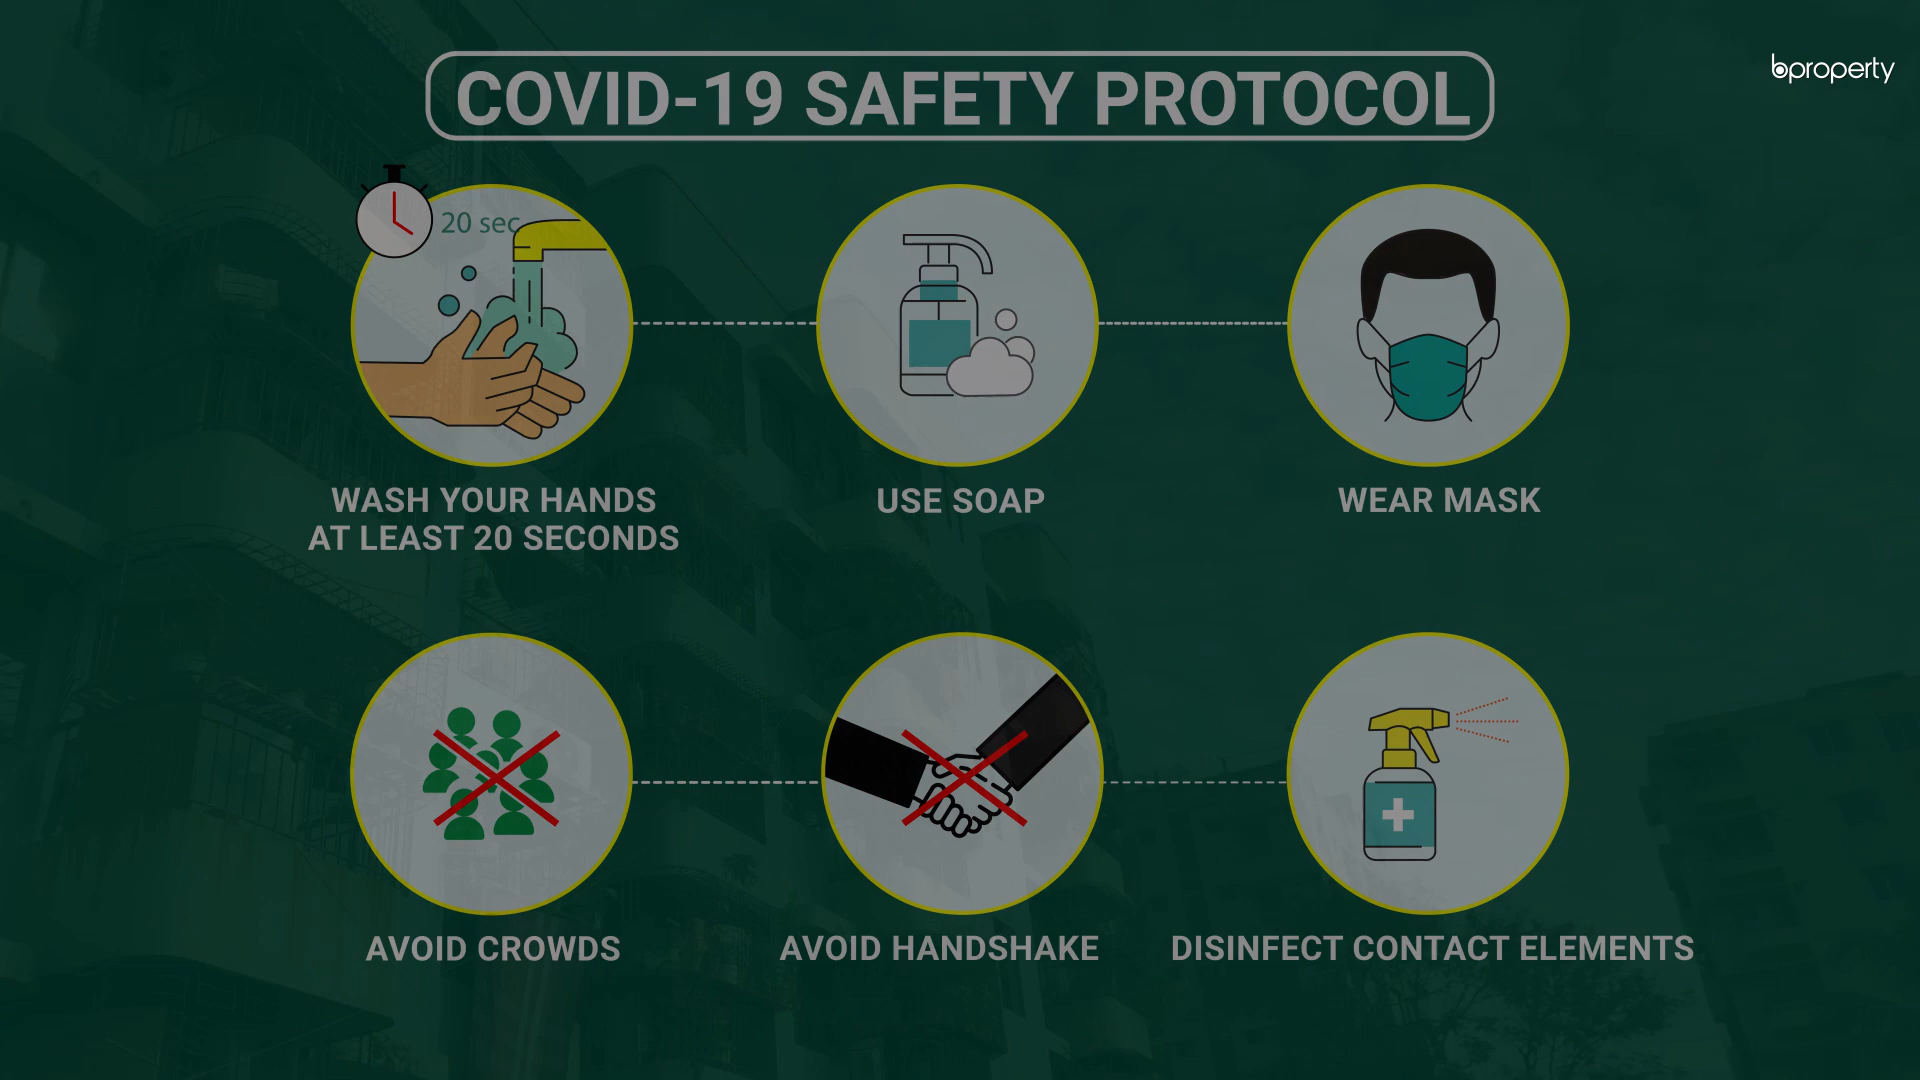 COVID-19 SAFETY PROTOCOL
bproperty
20 sec
WASH YOUR HANDS
AT LEAST 20 SECONDS
USE SOAP
WEAR MASK
AVOID CROWDS
AVOID HANDSHAKE
DISINFECT CONTACT ELEMENTS